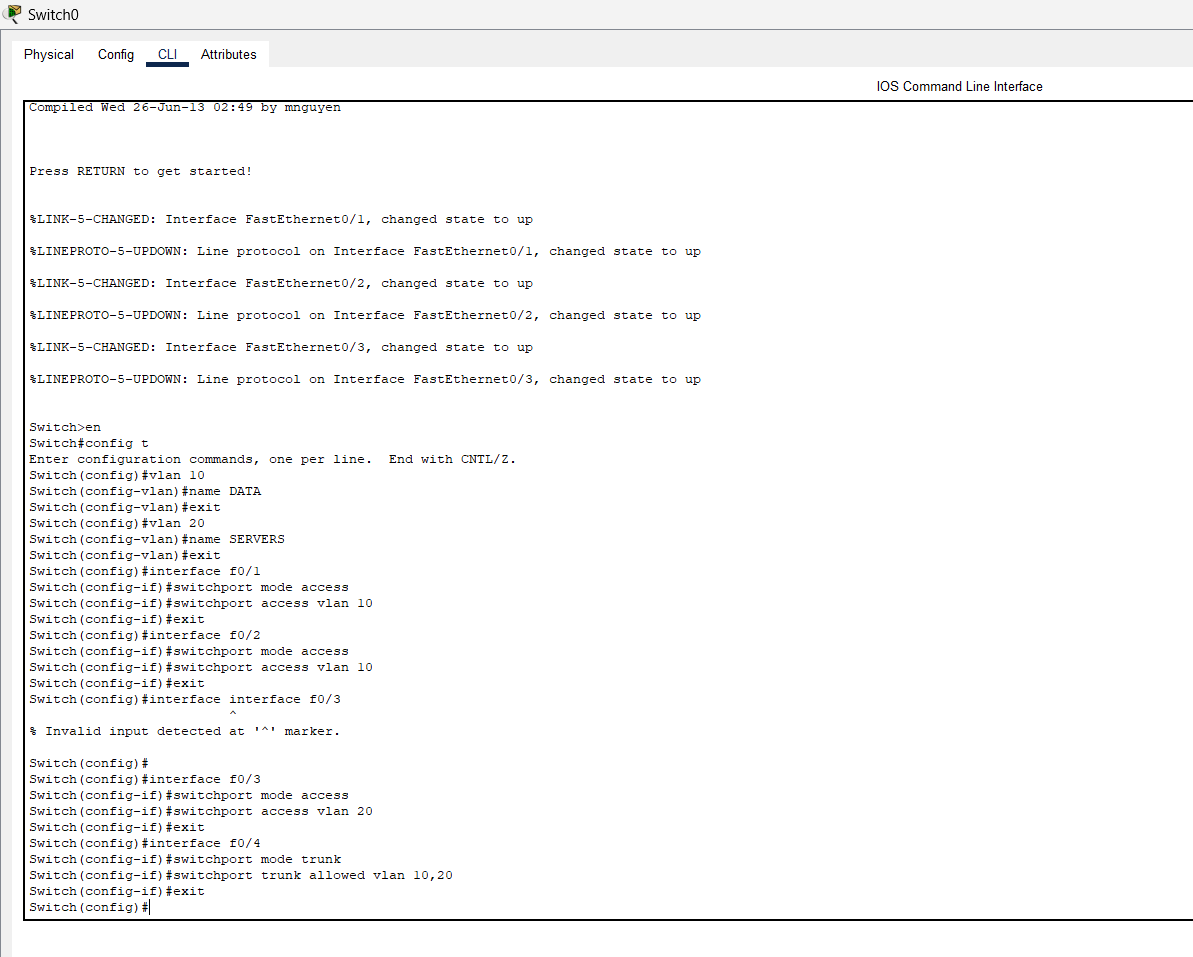 Switch0
Physical Config CLI Attributes
IOS Command Line Interface
Compiled Wed 26-Jun-13 02:49 by mnguyen
Press RETURN to get started!
%LINK-5-CHANGED: Interface FastEthernet0/1, changed state to up
%LINEPROTO-5-UPDOWN: Line protocol on Interface FastEthernet0/1, changed state to up
%LINK-5-CHANGED: Interface FastEthernet0/2, changed state to up
%LINEPROTO-5-UPDOWN: Line protocol on Interface FastEthernet0/2, changed state to up
%LINK-5-CHANGED: Interface FastEthernet0/3, changed state to up
%LINEPROTO-5-UPDOWN: Line protocol on Interface FastEthernet0/3, changed state to up
Switch>en
Switch#config t
Enter configuration commands, one per line.  End with CNTL/Z.
Switch(config)#vlan 10
Switch(config-vlan)#name DATA
Switch(config-vlan)#exit
Switch(config)#vlan 20
Switch(config-vlan)#name SERVERS
Switch(config-vlan)#exit
Switch(config)#interface f0/1
Switch(config-if)#switchport mode access
Switch(config-if)#switchport access vlan 10
Switch(config-if)#exit
Switch(config)#interface f0/2
Switch(config-if)#switchport mode access
Switch(config-if)#switchport access vlan 10
Switch(config-if)#exit
Switch(config)#interface interface f0/3
^
% Invalid input detected at '^' marker.
Switch(config)#
Switch(config)#interface f0/3
Switch(config-if)#switchport mode access
Switch(config-if)#switchport access vlan 20
Switch(config-if)#exit
Switch(config)#interface f0/4
Switch(config-if)#switchport mode trunk
Switch(config-if)#switchport trunk allowed vlan 10,20
Switch(config-if)#exit
Switch(config)#